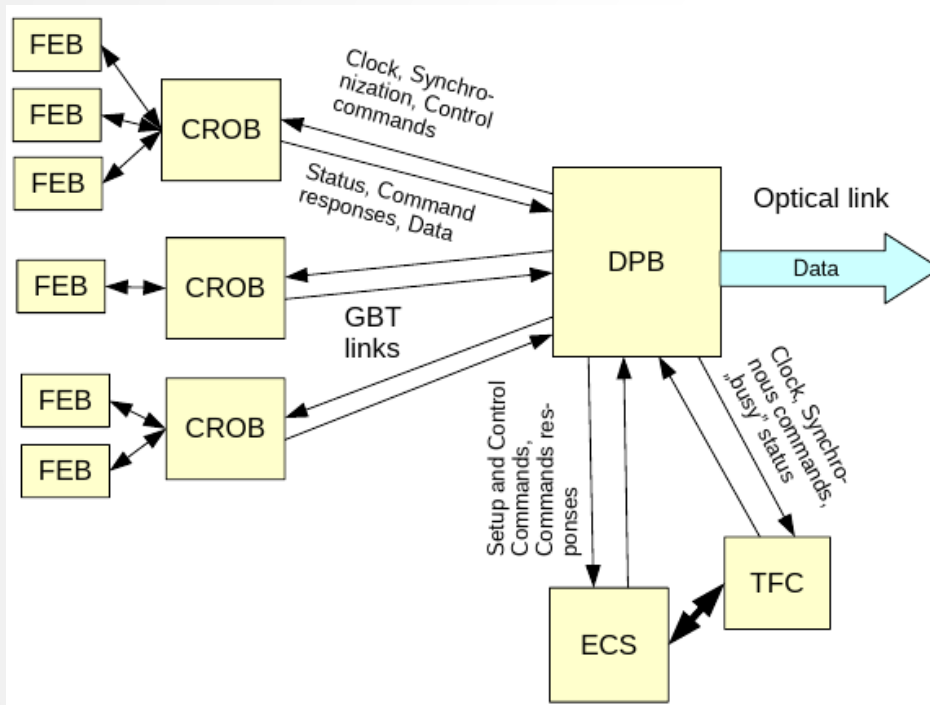 FEB
FEB
FEB
CROB
Clock, Synchro-
nization, Control
commands
Status, Command
responses, Data
FEB
CROB
GBT
links
FEB
FEB
CROB
DPB
Optical link
Data
Setup and Control
Commands,
Commands res-
ponses
Clock, Synchro-
nous commands,
„busy“ status
ECS
TFC